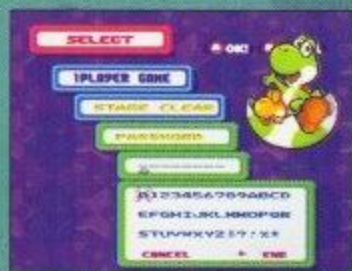 SELECT
OK!
1PLAYER GAME
STAGE CLEAR
PASSWORD
0123456789ABCD
EFGHIJKLMNOPQR
STUVWXYZ!?:x*
CANCEL END